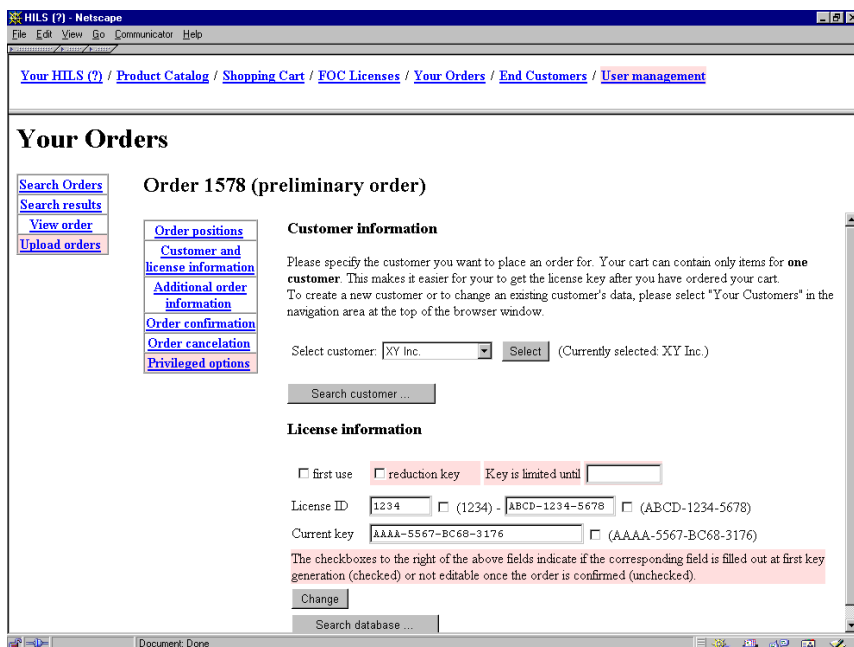 HILS (?) - Netscape
File Edit View Go Communicator Help
Your HILS (?) / Product Catalog / Shopping Cart / FOC Licenses / Your Orders / End Customers / User management
Your Orders
Search Orders
Search results
View order
Upload orders
Order 1578 (preliminary order)
Order positions
Customer and
license information
Additional order
information
Order confirmation
Order cancelation
Privileged options
Customer information
Please specify the customer you want to place an order for. Your cart can contain only items for one
customer. This makes it easier for your to get the license key after you have ordered your cart.
To create a new customer or to change an existing customer's data, please select "Your Customers" in the
navigation area at the top of the browser window.
Select customer: XY Inc. Select (Currently selected: XY Inc.)
Search customer ...
License information
first use reduction key Key is limited until
License ID 1234 (1234) - ABCD-1234-5678 (ABCD-1234-5678)
Current key AAAA-5567-BC68-3176 (AAAA-5567-BC68-3176)
The checkboxes to the right of the above fields indicate if the corresponding field is filled out at first key
generation (checked) or not editable once the order is confirmed (unchecked).
Change
Search database ...
Document: Done